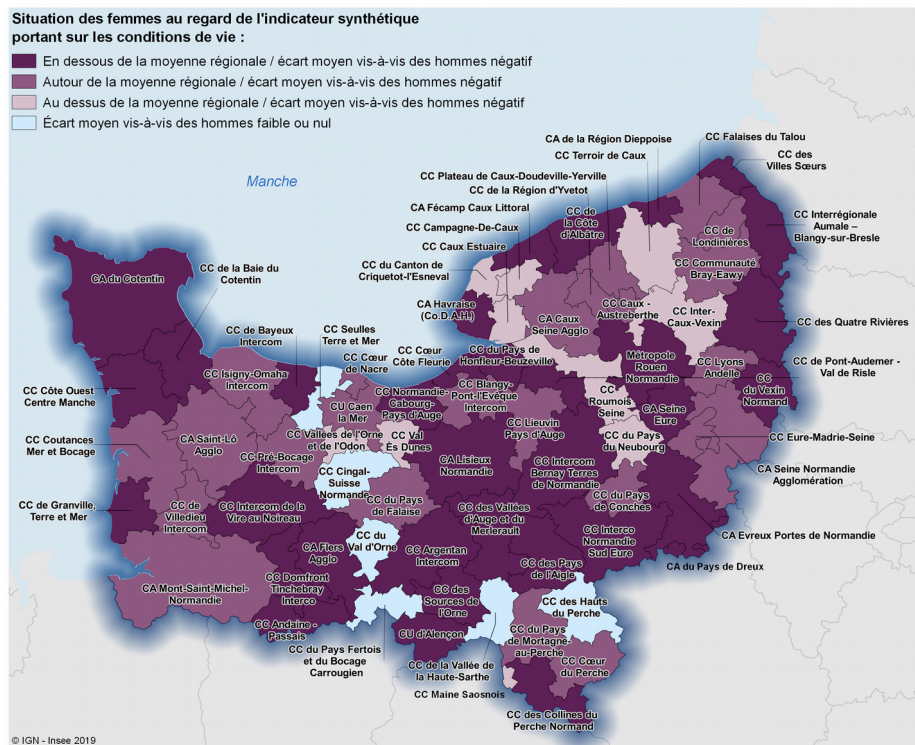 Situation des femmes au regard de l'indicateur synthétique
portant sur les conditions de vie :
En dessous de la moyenne régionale / écart moyen vis-à-vis des hommes négatif
Autour de la moyenne régionale / écart moyen vis-à-vis des hommes négatif
Au dessus de la moyenne régionale / écart moyen vis-à-vis des hommes négatif
Écart moyen vis-à-vis des hommes faible ou nul
Manche
CA de la Région Dieppoise
CC Falaises du Talou
CC Terroir de Caux
CC des
Villes Sœurs
CC Plateau de Caux-Doudeville-Yerville
CC de la Région d'Yvetot
CA Fécamp Caux Littoral
CC de
la Côte
d'Albâtre
CC Interrégionale
Aumale –
Blangy-sur-Bresle
CC Campagne-De-Caux
CC de
Londinières
CC Caux Estuaire
CC du Canton de
Criquetot-l'Esneval
CC Communauté
Bray-Eawy
CA du Cotentin
CC de la Baie du
Cotentin
CA Havraise
(Co.D.A.H.)
CC Caux -
Austreberthe
CC Inter-
Caux-Vexin
CA Caux
Seine Agglo
CC des Quatre Rivières
CC de Bayeux
Intercom
CC Seulles
Terre et Mer
CC Cœur
de Nacre
CC Cœur
Côte Fleurie
CC du Pays de
Honfleur-Beuzeville
Métropole
Rouen
Normandie
CC Lyons
Andelle
CC de Pont-Audemer -
Val de Risle
CC Isigny-Omaha
Intercom
CC Côte Ouest
Centre Manche
CC Normandie-
Cabourg-
Pays d'Auge
CC Blangy-
Pont-l'Evêque
Intercom
CC
Roumois
Seine
CC
du Vexin
Normand
CU Caen
la Mer
CA Seine
Eure
CC Lieuvin
Pays d'Auge
CC Coutances
Mer et Bocage
CA Saint-Lô
Agglo
CC Vallées de l'Orne
et de l'Odon
CC Val
Ès Dunes
CC du Pays
du Neubourg
CC Eure-Madrie-Seine
CC Pré-Bocage
Intercom
CC Cingal-
Suisse
Normande
CA Lisieux
Normandie
CC Intercom
Bernay Terres
de Normandie
CA Seine Normandie
Agglomération
CC de Granville,
Terre et Mer
CC de
Villedieu
Intercom
CC Intercom de la
Vire au Noireau
CC du Pays
de Falaise
CC des Vallées
d'Auge et du
Merlerault
CC du Pays
de Conches
CC Interco
Normandie
Sud Eure
CA Evreux Portes de Normandie
CC du
Val d'Orne
CA Flers
Agglo
CC Argentan
Intercom
CC des Pays
de l'Aigle
CA du Pays de Dreux
CA Mont-Saint-Michel-
Normandie
CC Domfront
Tinchebray
Interco
CC des
Sources de
l'Orne
CC des Hauts
du Perche
CC Andaine -
Passais
CU d'Alençon
CC du Pays
de Mortagne-
au-Perche
CC du Pays Fertois
et du Bocage
Carrougien
CC de la Vallée de
la Haute-Sarthe
CC Cœur
du Perche
CC Maine Saosnois
CC des Collines du
Perche Normand
© IGN - Insee 2019